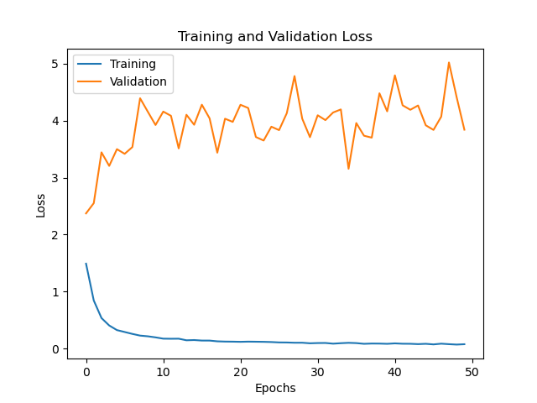 Training and Validation Loss
Training
Validation
5
4
3
2
1
0
Loss
0 10 20 30 40 50
Epochs